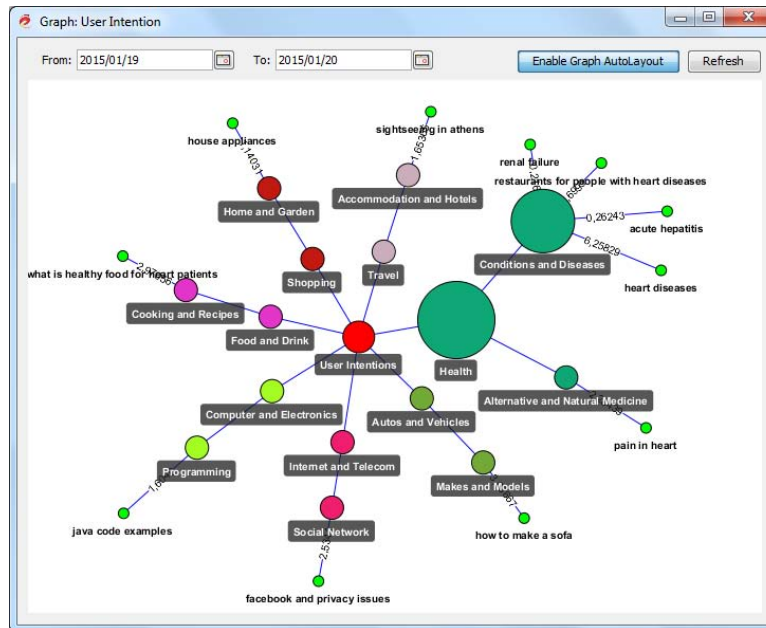 Graph: User Intention
From: 2015/01/19
To: 2015/01/20
Enable Graph AutoLayout
Refresh
sightseeing in athens
house appliances
renal failure
restaurants for people with heart diseases
Accommodation and Hotels
Home and Garden
0,26243
acute hepatitis
6,25829
Conditions and Diseases
what is healthy food for heart patients
Travel
Shopping
heart diseases
Cooking and Recipes
Food and Drink
User Intentions
Health
Alternative and Natural Medicine
Computer and Electronics
Autos and Vehicles
pain in heart
Programming
Internet and Telecom
Makes and Models
java code examples
Social Network
how to make a sofa
facebook and privacy issues